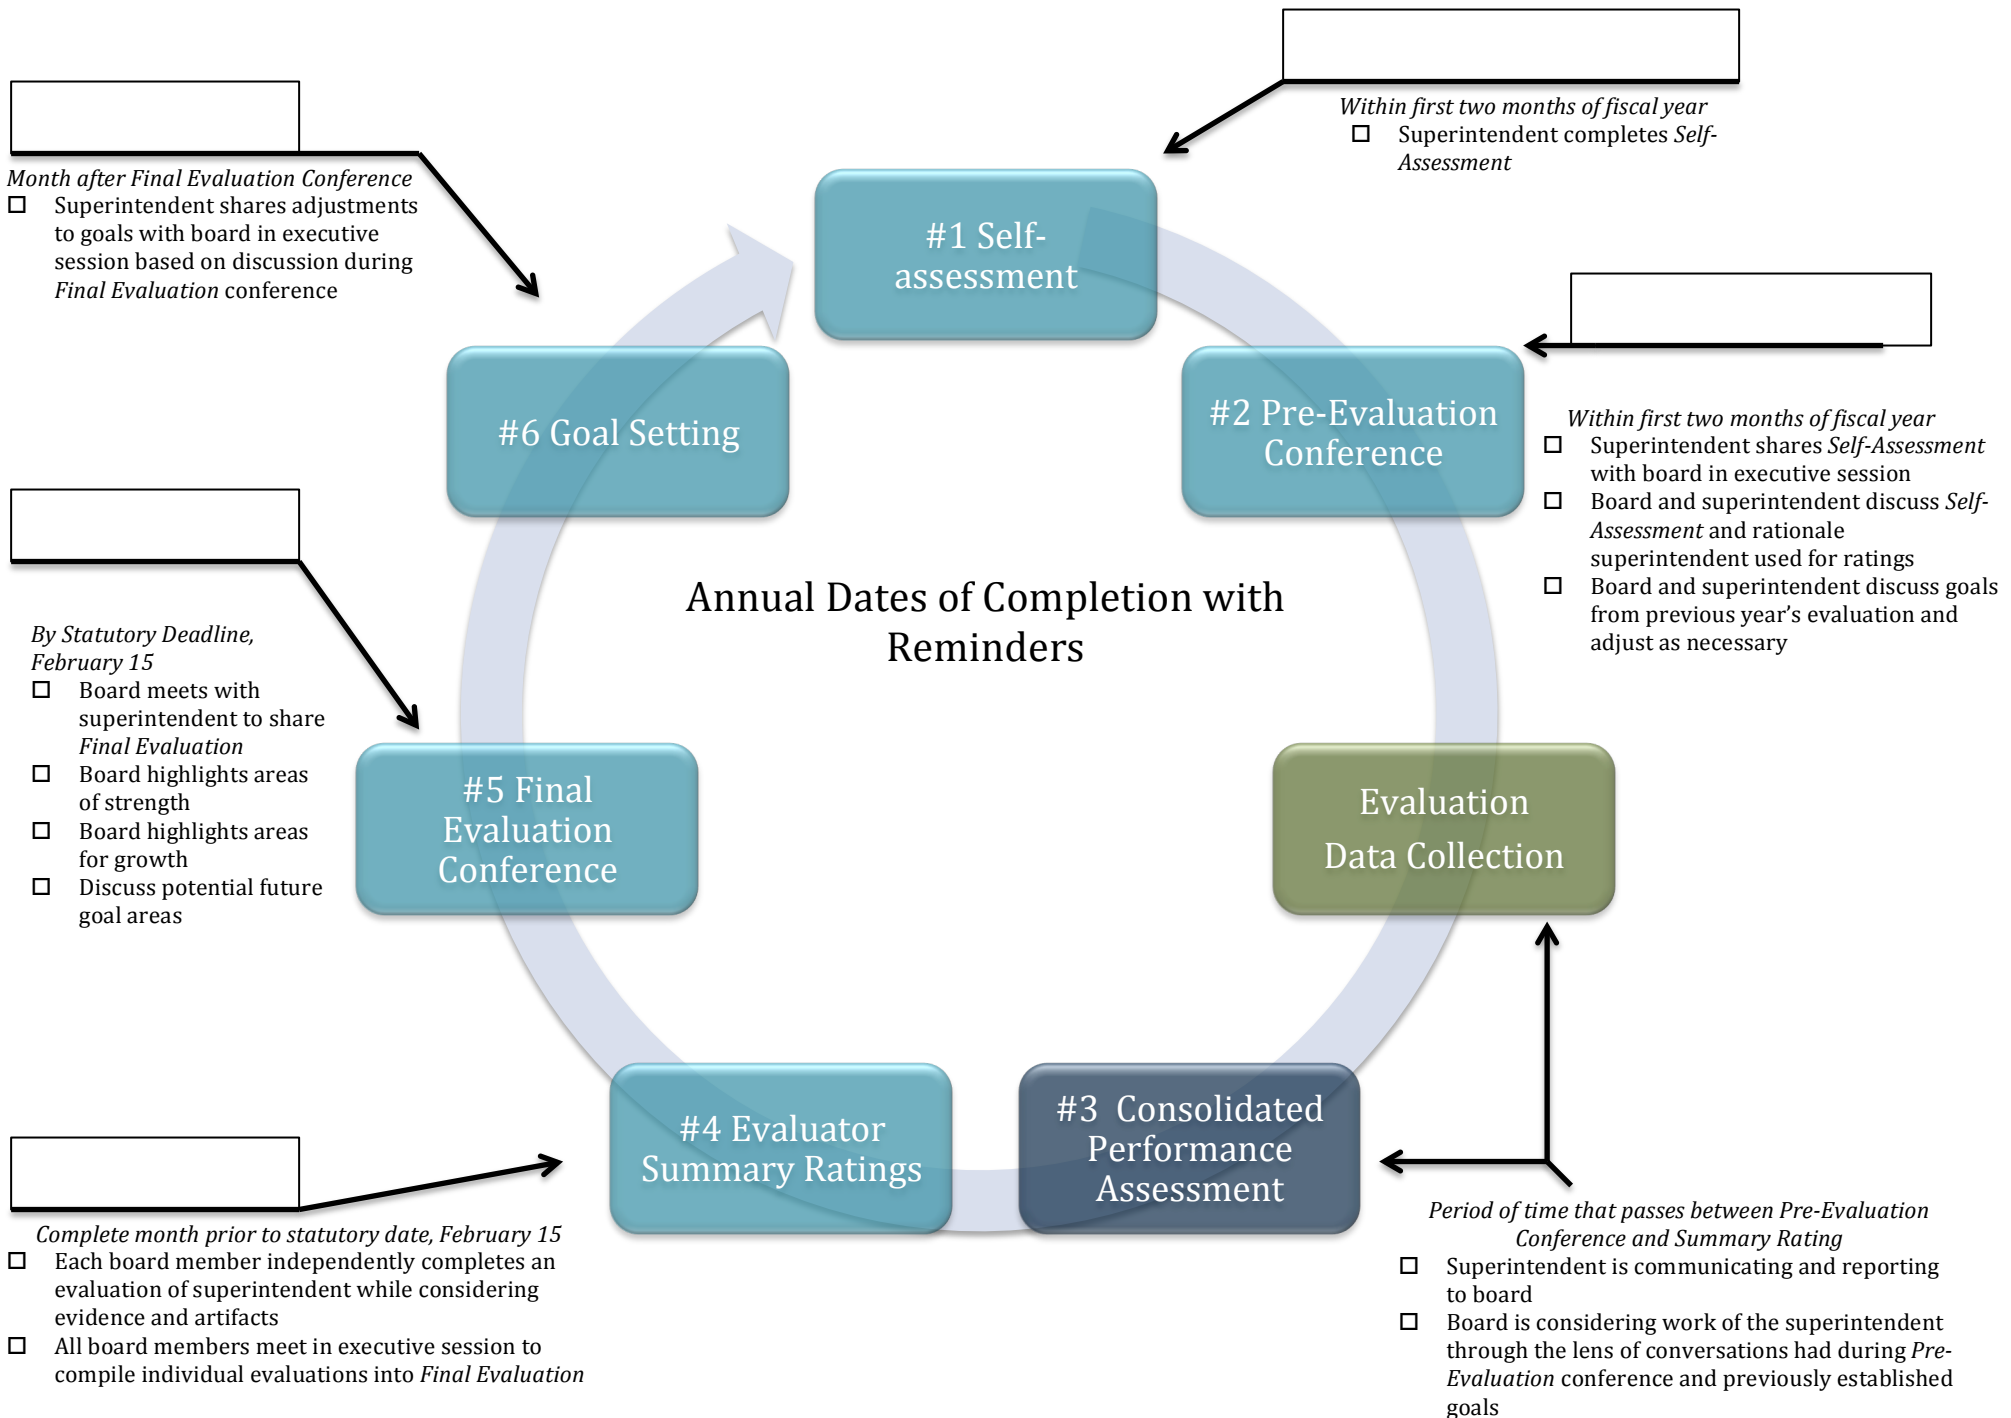 Within first two months of fiscal year
☐ Superintendent completes Self-
Assessment
Month after Final Evaluation Conference
☐ Superintendent shares adjustments
to goals with board in executive
session based on discussion during
Final Evaluation conference
#1 Self-
assessment
#2 Pre-Evaluation
Conference
Within first two months of fiscal year
☐ Superintendent shares Self-Assessment
with board in executive session
☐ Board and superintendent discuss Self-
Assessment and rationale
superintendent used for ratings
☐ Board and superintendent discuss goals
from previous year’s evaluation and
adjust as necessary
#6 Goal Setting
Annual Dates of Completion with
Reminders
By Statutory Deadline,
February 15
☐ Board meets with
superintendent to share
Final Evaluation
☐ Board highlights areas
of strength
☐ Board highlights areas
for growth
☐ Discuss potential future
goal areas
#5 Final
Evaluation
Conference
Evaluation
Data Collection
#4 Evaluator
Summary Ratings
#3 Consolidated
Performance
Assessment
Complete month prior to statutory date, February 15
☐ Each board member independently completes an
evaluation of superintendent while considering
evidence and artifacts
☐ All board members meet in executive session to
compile individual evaluations into Final Evaluation
Period of time that passes between Pre-Evaluation
Conference and Summary Rating
☐ Superintendent is communicating and reporting
to board
☐ Board is considering work of the superintendent
through the lens of conversations had during Pre-
Evaluation conference and previously established
goals